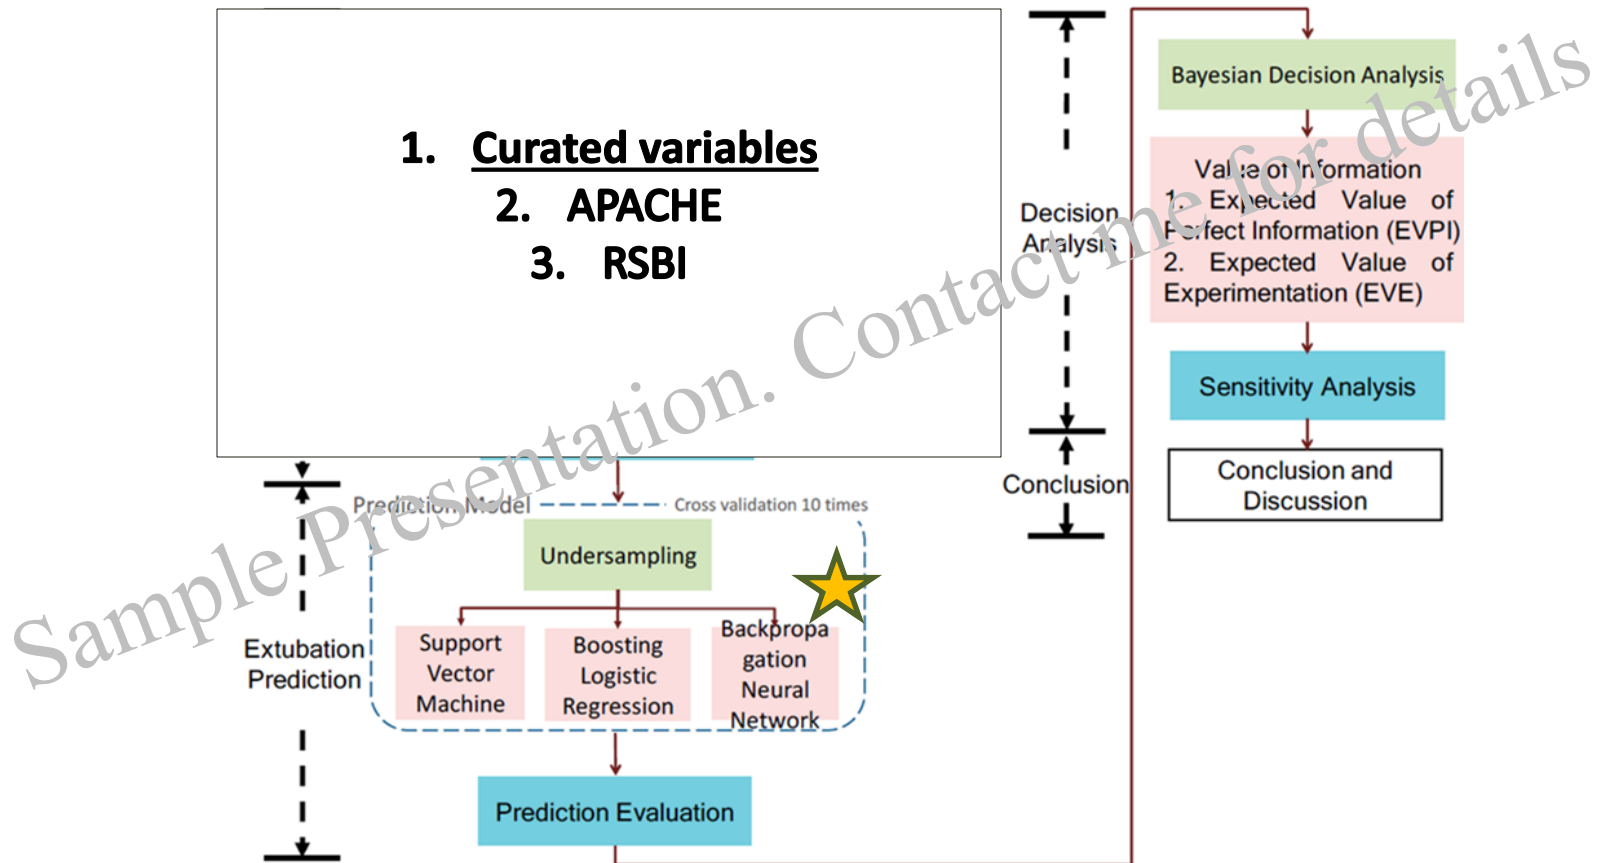 1. Curated variables
2. APACHE
3. RSBI
Prediction Model
Cross validation 10 times
Undersampling
Support
Vector
Machine
Boosting
Logistic
Regression
Backpropa
gation
Neural
Network
Extubation
Prediction
Prediction Evaluation
Decision
Analysis
Conclusion
Bayesian Decision Analysis
Value of Information
1. Expected Value of
Perfect Information (EVPI)
2. Expected Value of
Experimentation (EVE)
Sensitivity Analysis
Conclusion and
Discussion
Sample Presentation. Contact me for details